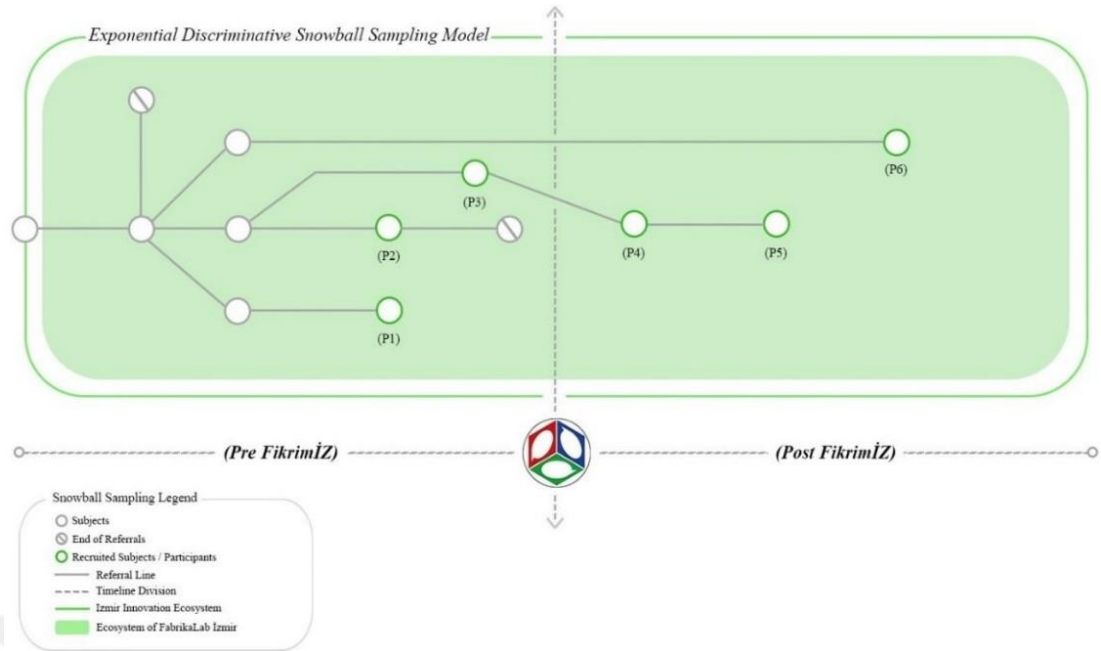 Exponential Discriminative Snowball Sampling Model
(P6)
(P3)
(P2)
(P4)
(P5)
(P1)
(Pre FikrimİZ)
(Post FikrimİZ)
Snowball Sampling Legend
Subjects
End of Referrals
Recruited Subjects / Participants
Referral Line
Timeline Division
Izmir Innovation Ecosystem
Ecosystem of FabrikaLab İzmir